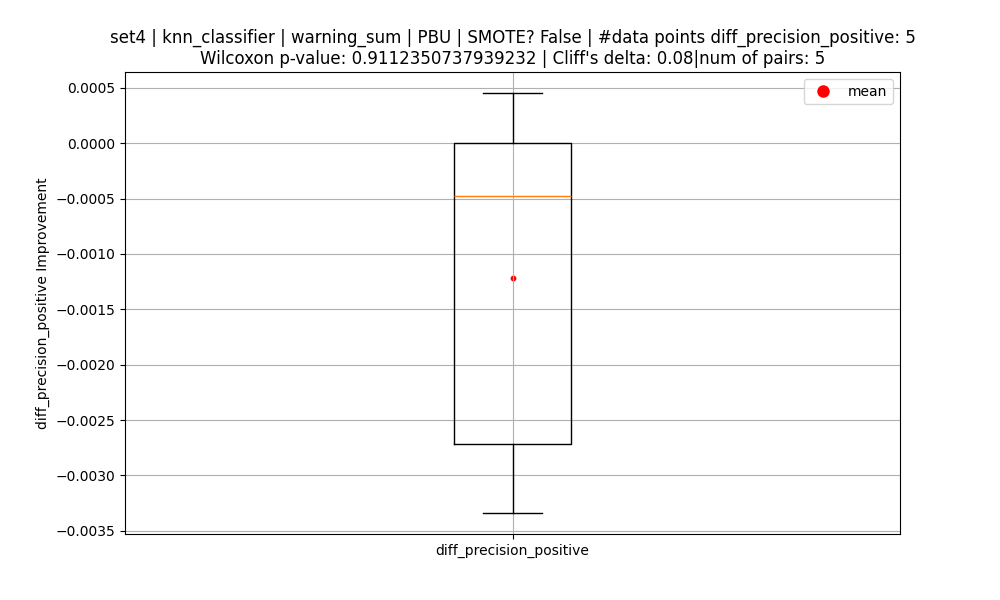 set4 | knn_classifier | warning_sum | PBU | SMOTE? False | #data points diff_precision_positive: 5
Wilcoxon p-value: 0.9112350737939232 | Cliff's delta: 0.08|num of pairs: 5
mean
0.0005
0.0000
−0.0005
−0.0010
−0.0015
−0.0020
−0.0025
−0.0030
−0.0035
diff_precision_positive Improvement
diff_precision_positive